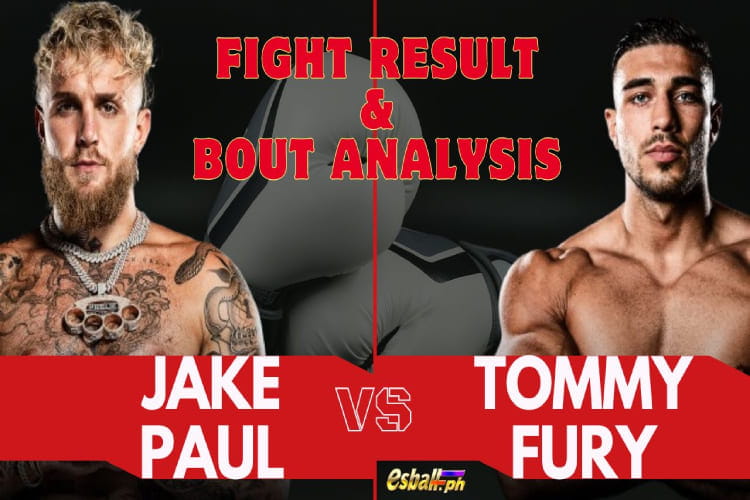 FIGHT RESULT
&
BOUT ANALYSIS
JAKE
PAUL
VS
TOMMY
FURY
esball.ph